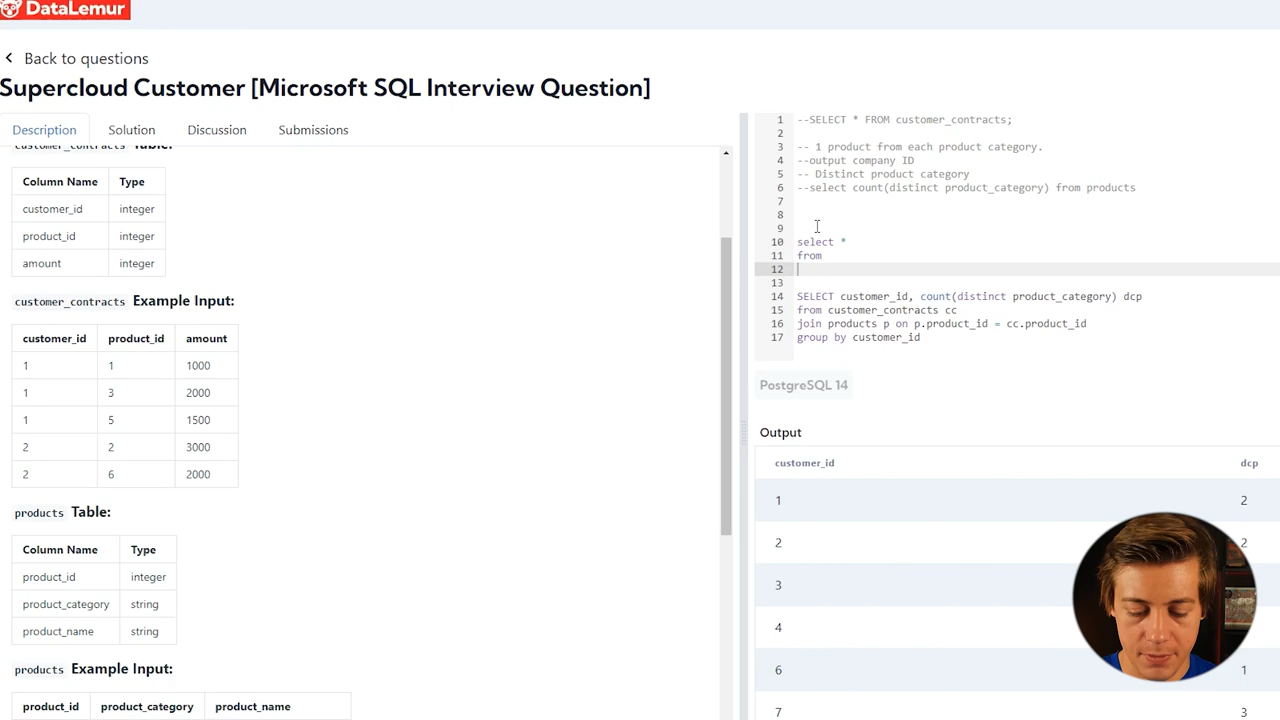 DataLemur
Back to questions
Supercloud Customer [Microsoft SQL Interview Question]
Description Solution Discussion Submissions
customer_contracts Table:
Column Name Type
customer_id integer
product_id integer
amount integer
customer_contracts Example Input:
customer_id product_id amount
1 1 1000
1 3 2000
1 5 1500
2 2 3000
2 6 2000
products Table:
Column Name Type
product_id integer
product_category string
product_name string
products Example Input:
product_id product_category product_name
1 --SELECT * FROM customer_contracts;
2
3 -- 1 product from each product category.
4 --output company ID
5 -- Distinct product category
6 --select count(distinct product_category) from products
7
8
9
10 select *
11 from
12
13
14 SELECT customer_id, count(distinct product_category) dcp
15 from customer_contracts cc
16 join products p on p.product_id = cc.product_id
17 group by customer_id
PostgreSQL 14
Output
customer_id dcp
1 2
2 2
3
4
6 1
7 3